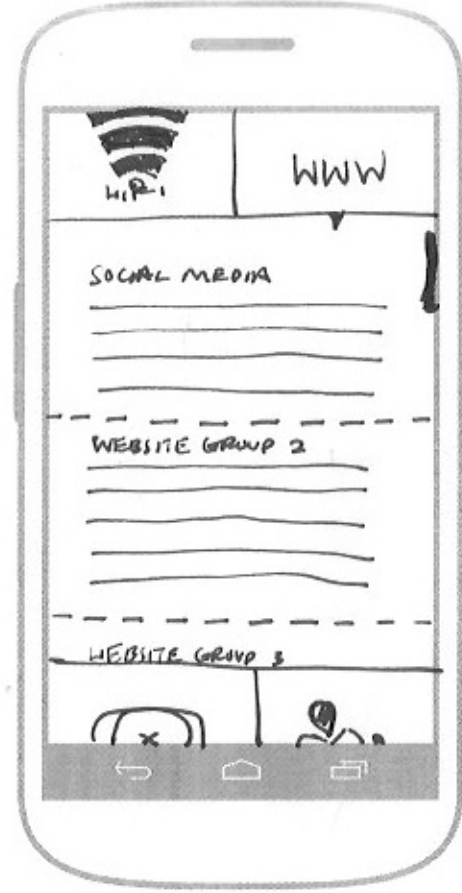 WIFI
WWW
SOCIAL MEDIA
WEBSITE GROUP 2
WEBSITE GROUP 3
X